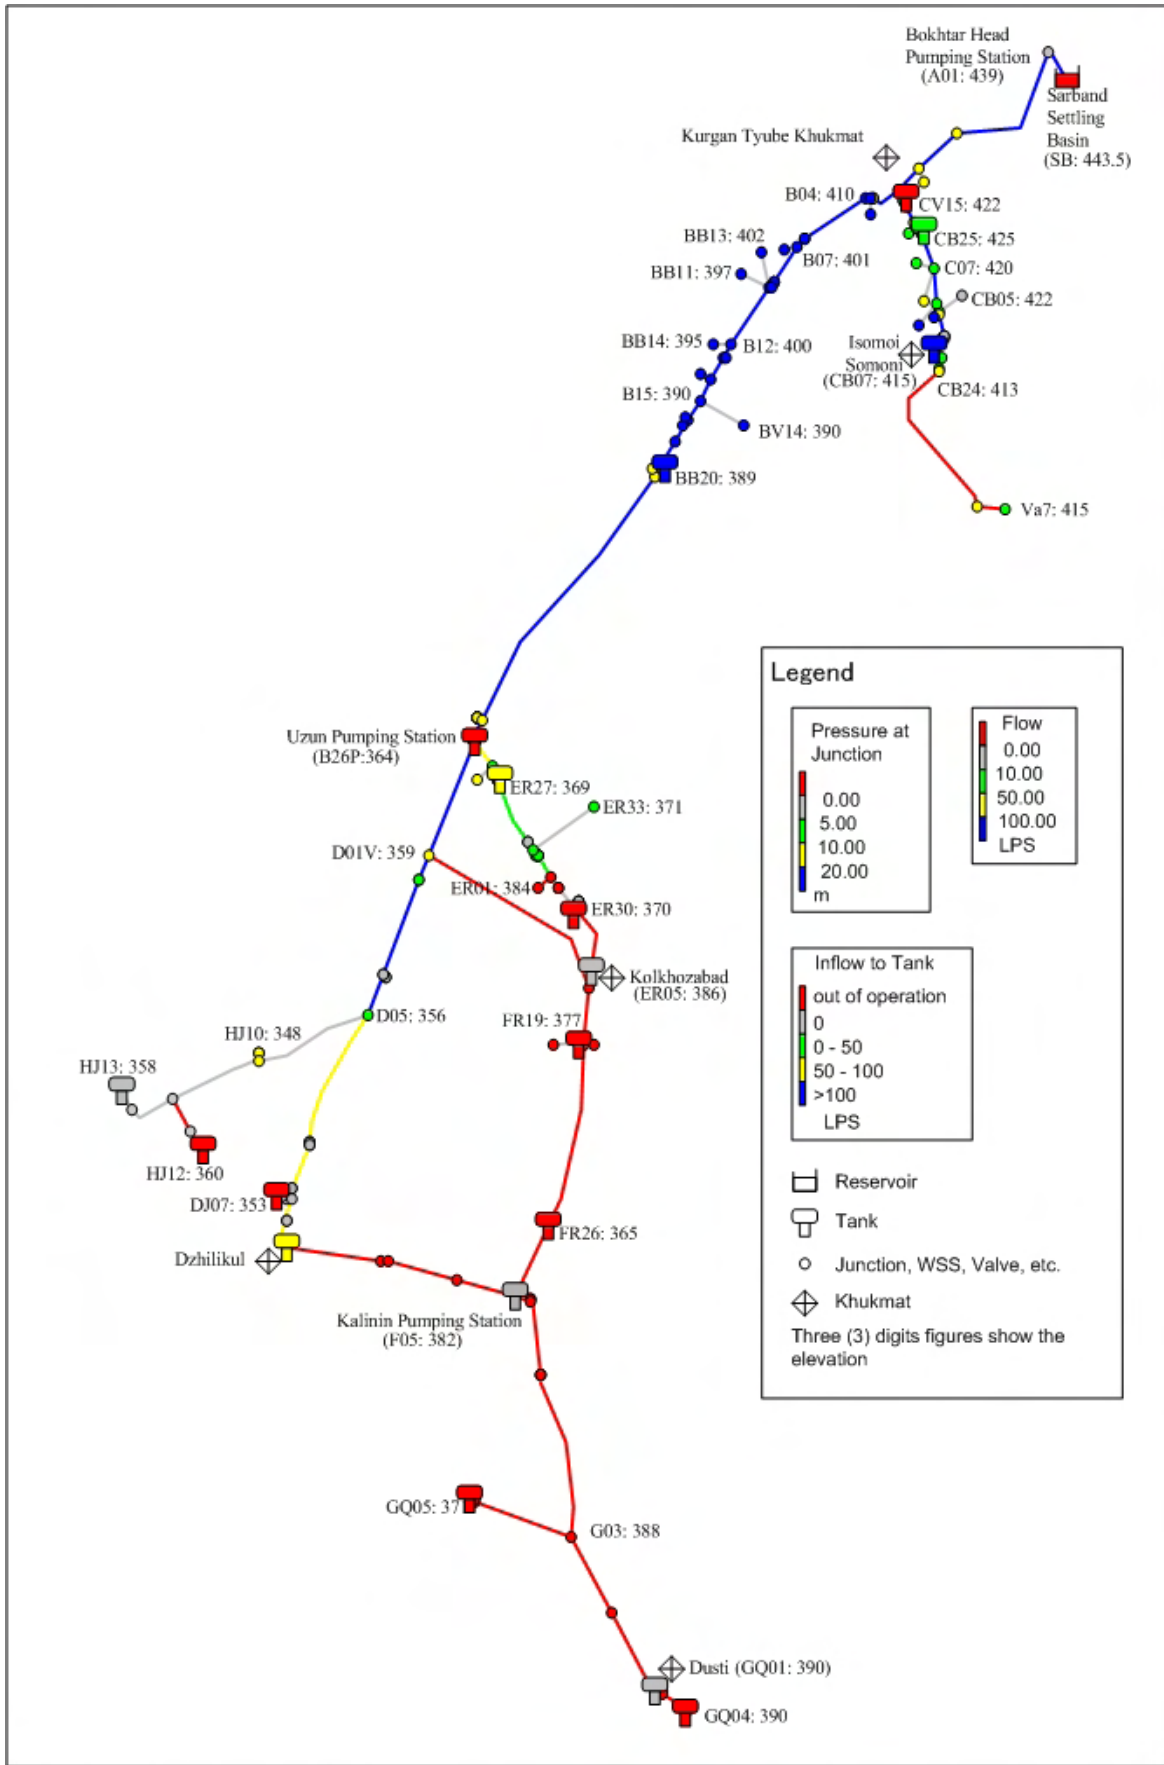 Bokhtar Head
Pumping Station
(A01: 439)
Sarband
Settling
Basin
(SB: 443.5)
Kurgan Tyube Khukmat
B04: 410
CV15: 422
BB13: 402
CB25: 425
B07: 401
C07: 420
BB11: 397
CB05: 422
BB14: 395
B12: 400
Isomoi
Somoni
(CB07: 415)
B15: 390
CB24: 413
BV14: 390
BB20: 389
Va7: 415
Legend
Pressure at
Junction
0.00
5.00
10.00
20.00
m
Flow
0.00
10.00
50.00
100.00
LPS
Uzun Pumping Station
(B26P:364)
ER27: 369
ER33: 371
D01V: 359
ER01: 384
ER30: 370
Kolkhozabad
(ER05: 386)
Inflow to Tank
out of operation
0
0 - 50
50 - 100
>100
LPS
D05: 356
FR19: 377
HJ10: 348
HJ13: 358
HJ12: 360
DJ07: 353
Reservoir
Tank
Junction, WSS, Valve, etc.
Khukmat
Three (3) digits figures show the
elevation
FR26: 365
Dzhilikul
Kalinin Pumping Station
(F05: 382)
GQ05: 37
G03: 388
Dusti (GQ01: 390)
GQ04: 390